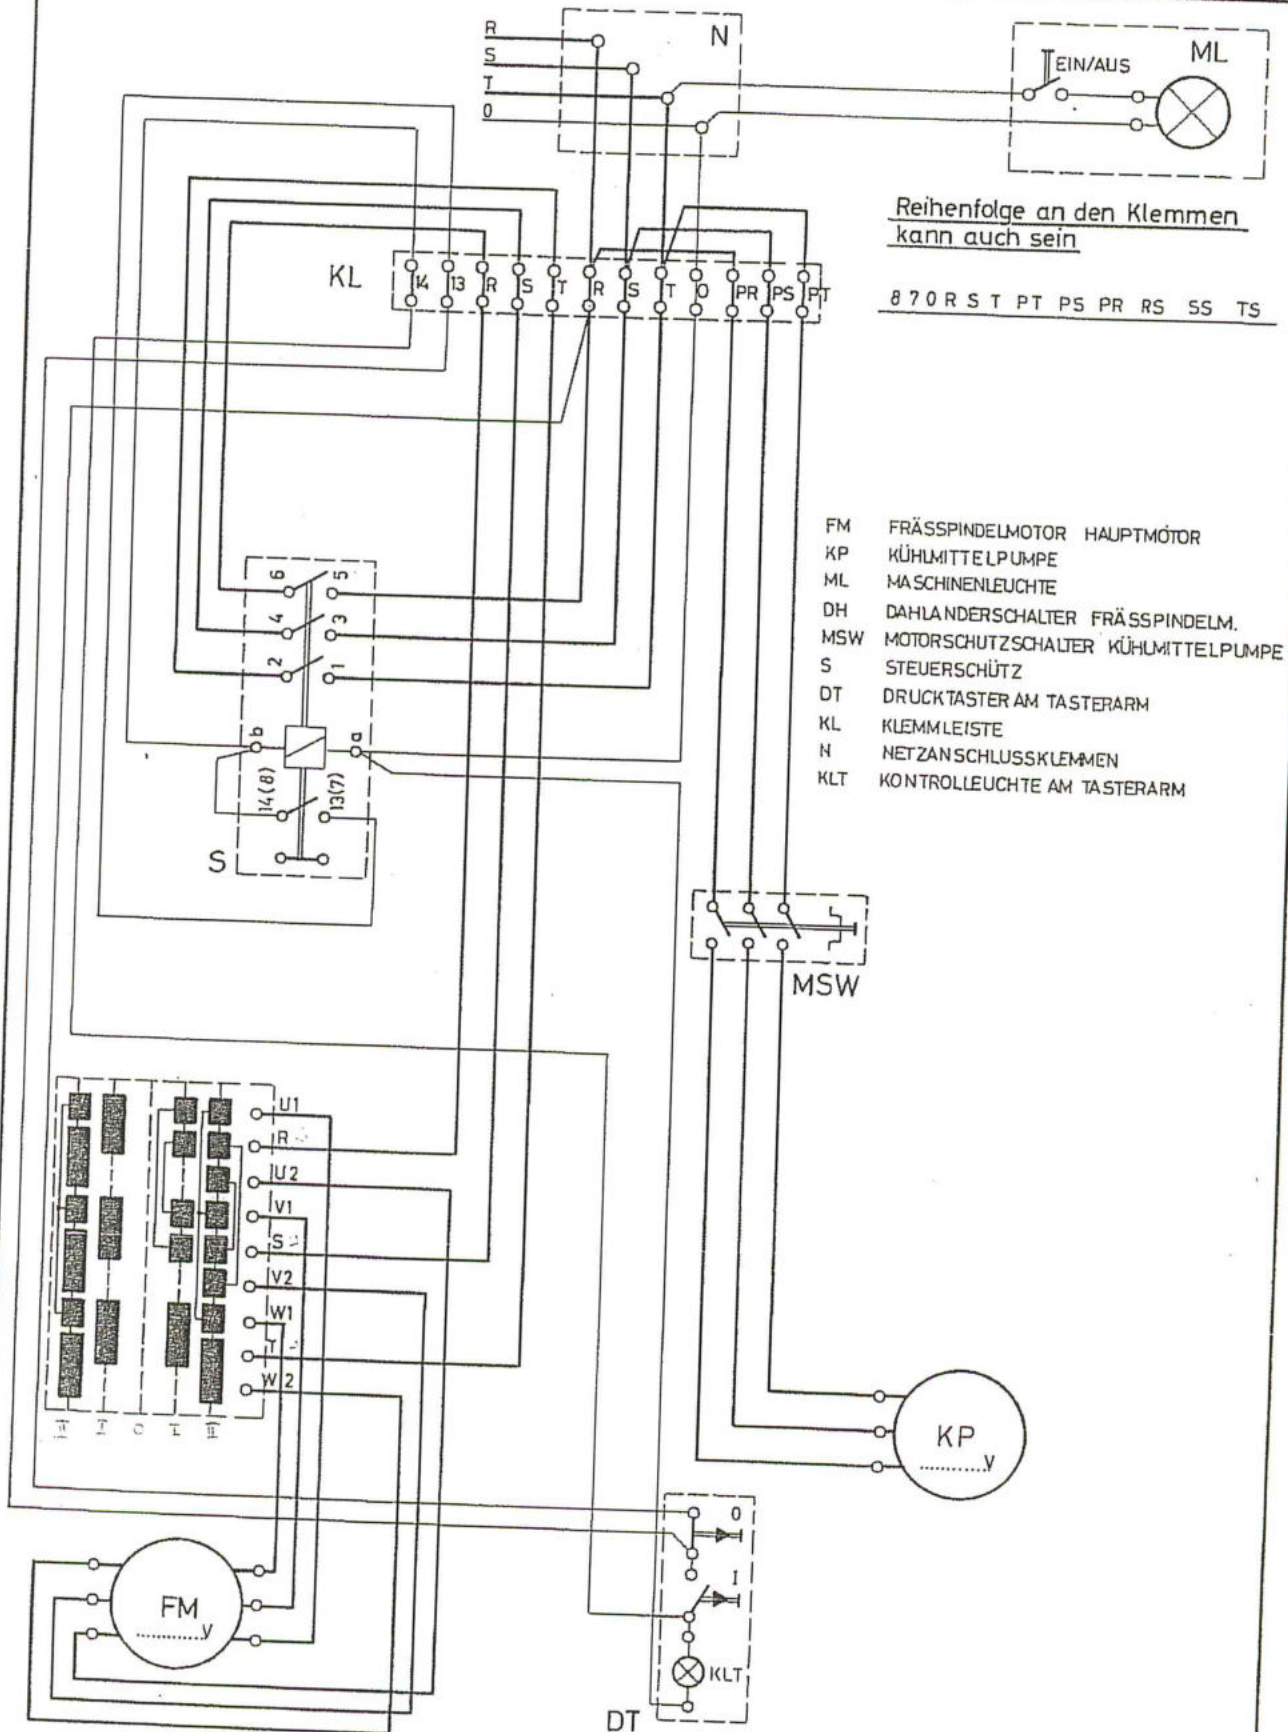 R
S
T
0
N
EIN/AUS
ML
Reihenfolge an den Klemmen
kann auch sein
8 7 0 R S T PT PS PR RS SS TS
KL
14 13 R S T R S T 0 PR PS PT
FM FRÄSSPINDELMOTOR HAUPTMOTOR
KP KÜHLMITTELPUMPE
ML MASCHINENLEUCHTE
DH DAHLANDERSCHALTER FRÄSSPINDELM.
MSW MOTORSCHUTZSCHALTER KÜHLMITTELPUMPE
S STEUERSCHÜTZ
DT DRUCKTASTER AM TASTERARM
KL KLEMMLEISTE
N NETZANSCHLUSSKLEMMEN
KLT KONTROLLEUCHTE AM TASTERARM
6 5
4 3
2 1
b a
14(8) 13(7)
S
MSW
U1
R
U2
V1
S
V2
W1
T
W2
II I 0 I II
KP
............V
0
I
KLT
DT
FM
............V